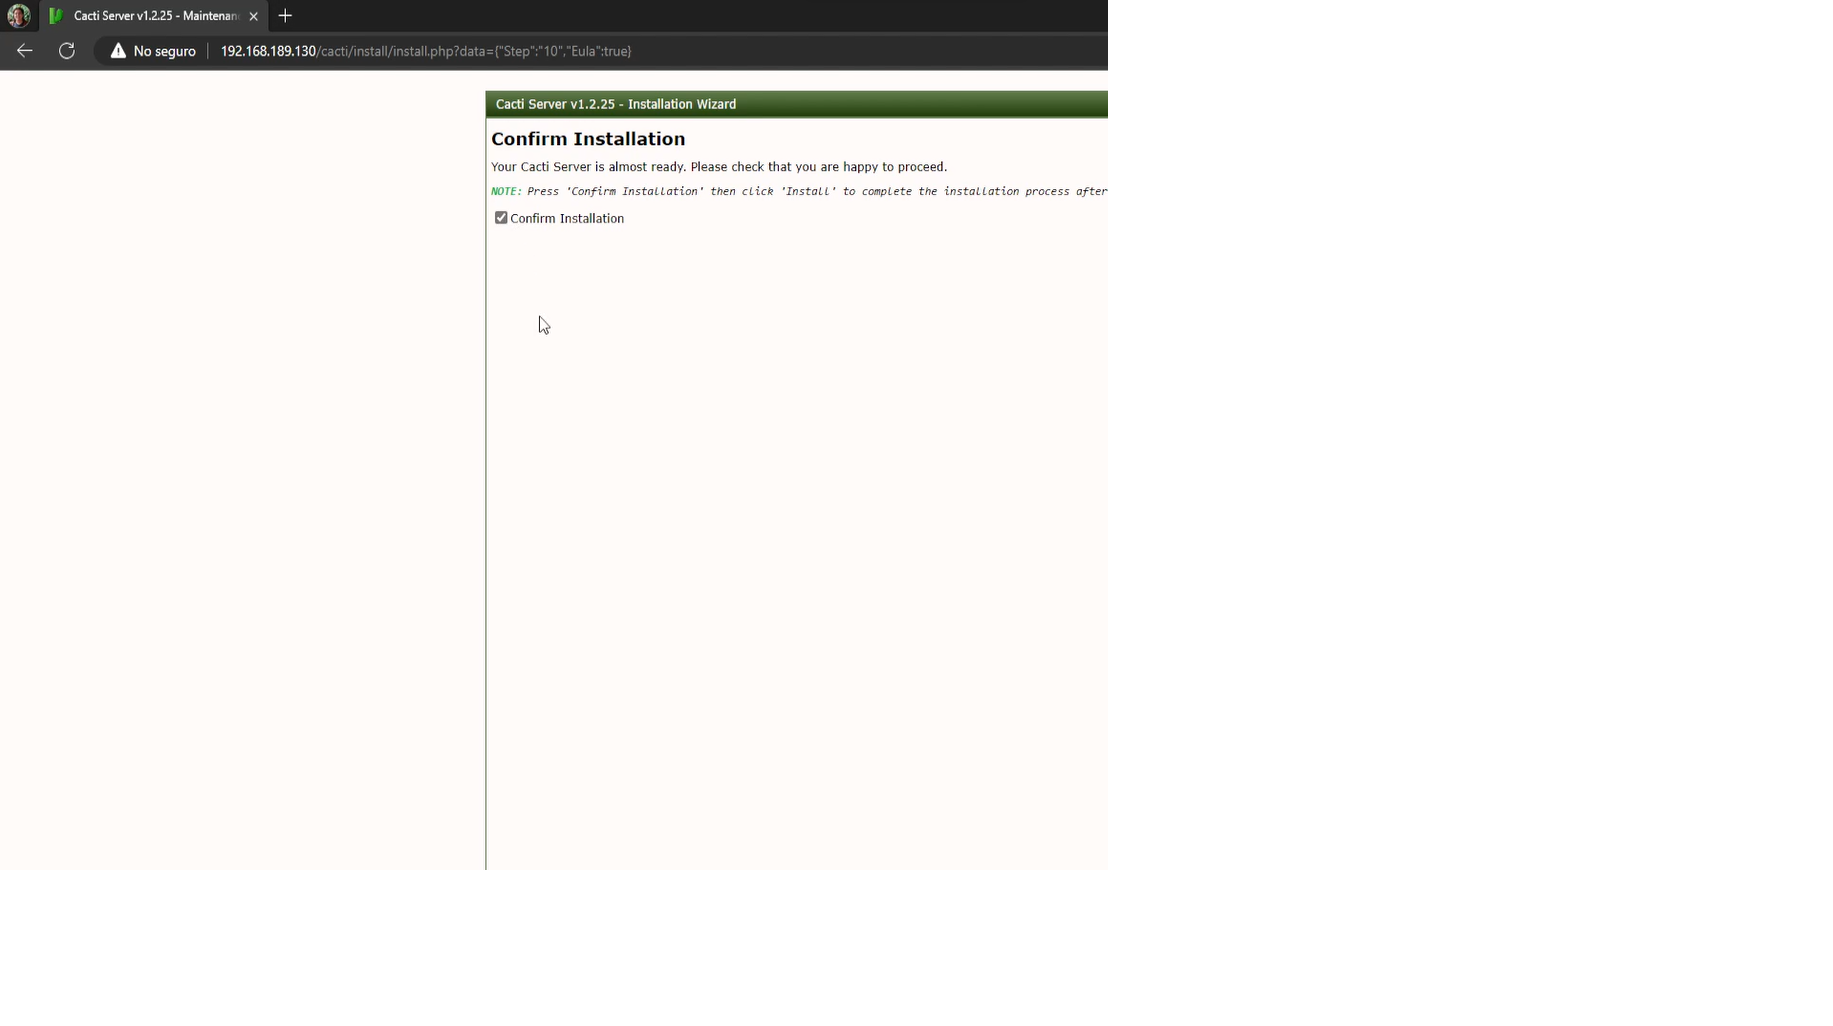 Cacti Server v1.2.25 - Maintenan
No seguro
192.168.189.130/cacti/install/install.php?data={"Step":"10","Eula":true}
Cacti Server v1.2.25 - Installation Wizard
Confirm Installation
Your Cacti Server is almost ready. Please check that you are happy to proceed.
NOTE: Press 'Confirm Installation' then click 'Install' to complete the installation process after
Confirm Installation